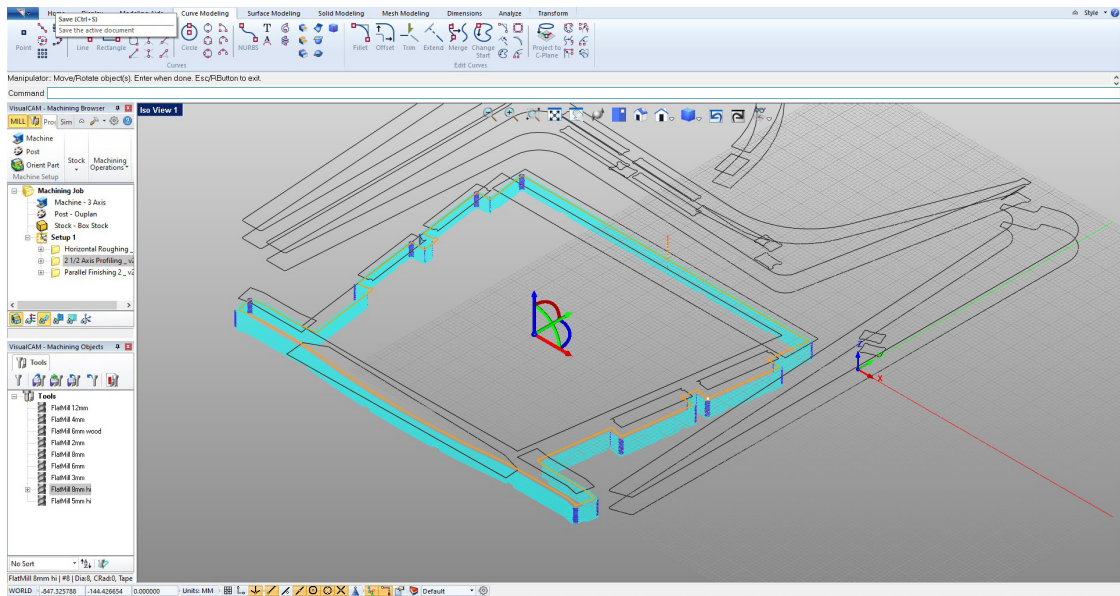 Home Display Modeling Aids Curve Modeling Surface Modeling Solid Modeling Mesh Modeling Dimensions Analyze Transform Style
Save (Ctrl+S)
Save the active document
Point Line Rectangle Circle NURBS Fillet Offset Trim Extend Merge Change Start Project to C-Plane
Curves Edit Curves
Manipulator: Move/Rotate object(s). Enter when done. Esc/RButton to exit.
Command
VisualCAM - Machining Browser
Iso View 1
MILL Pro Sim
Machine
Post
Orient Part Stock Machining Operations
Machine Setup
Machining Job
Machine - 3 Axis
Post - Ouplan
Stock - Box Stock
Setup 1
Horizontal Roughing _
2 1/2 Axis Profiling _ v2
Parallel Finishing 2 _ v2
VisualCAM - Machining Objects
Tools
Tools
FlatMill 12mm
FlatMill 4mm
FlatMill 6mm wood
FlatMill 2mm
FlatMill 8mm
FlatMill 6mm
FlatMill 3mm
FlatMill 8mm hi
FlatMill 5mm hi
Z
X
No Sort
FlatMill 8mm hi | #8 | Dia:8, CRad:0, Tape
WORLD -847.325788 -144.426654 0.000000 Units: MM Default